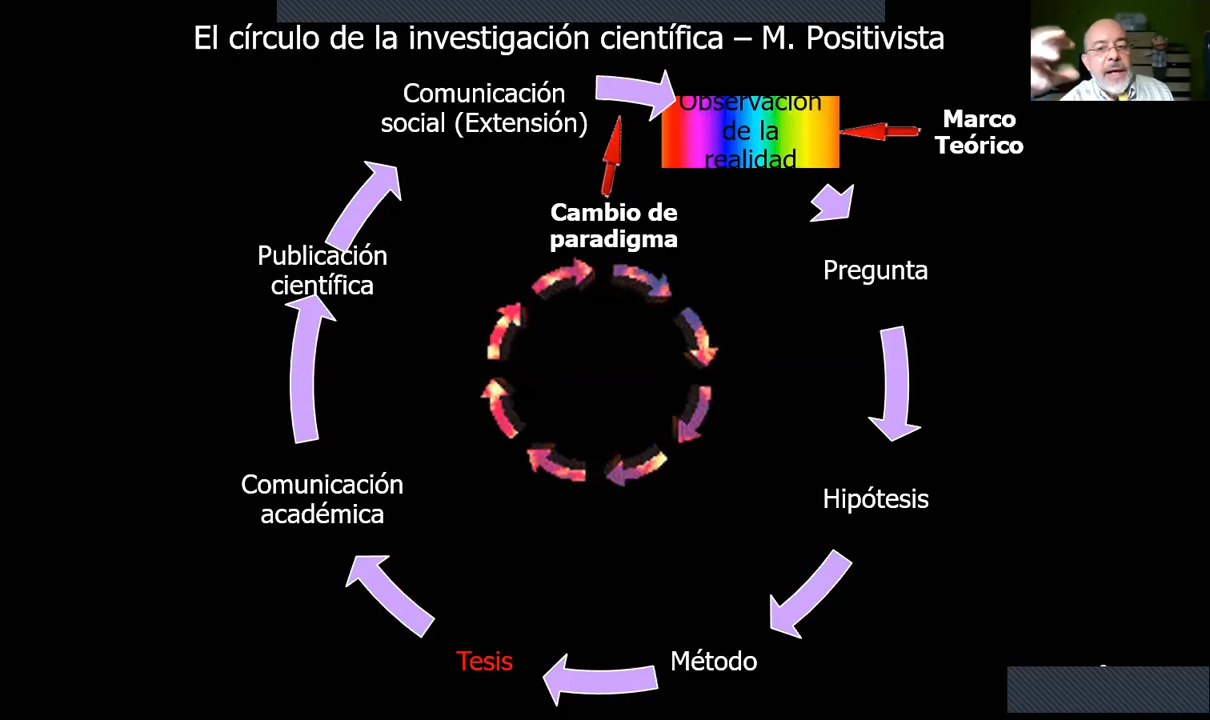 El círculo de la investigación científica – M. Positivista
Comunicación
social (Extensión)
Observación
de la
realidad
Marco
Teórico
Cambio de
paradigma
Publicación
científica
Pregunta
Comunicación
académica
Hipótesis
Tesis
Método